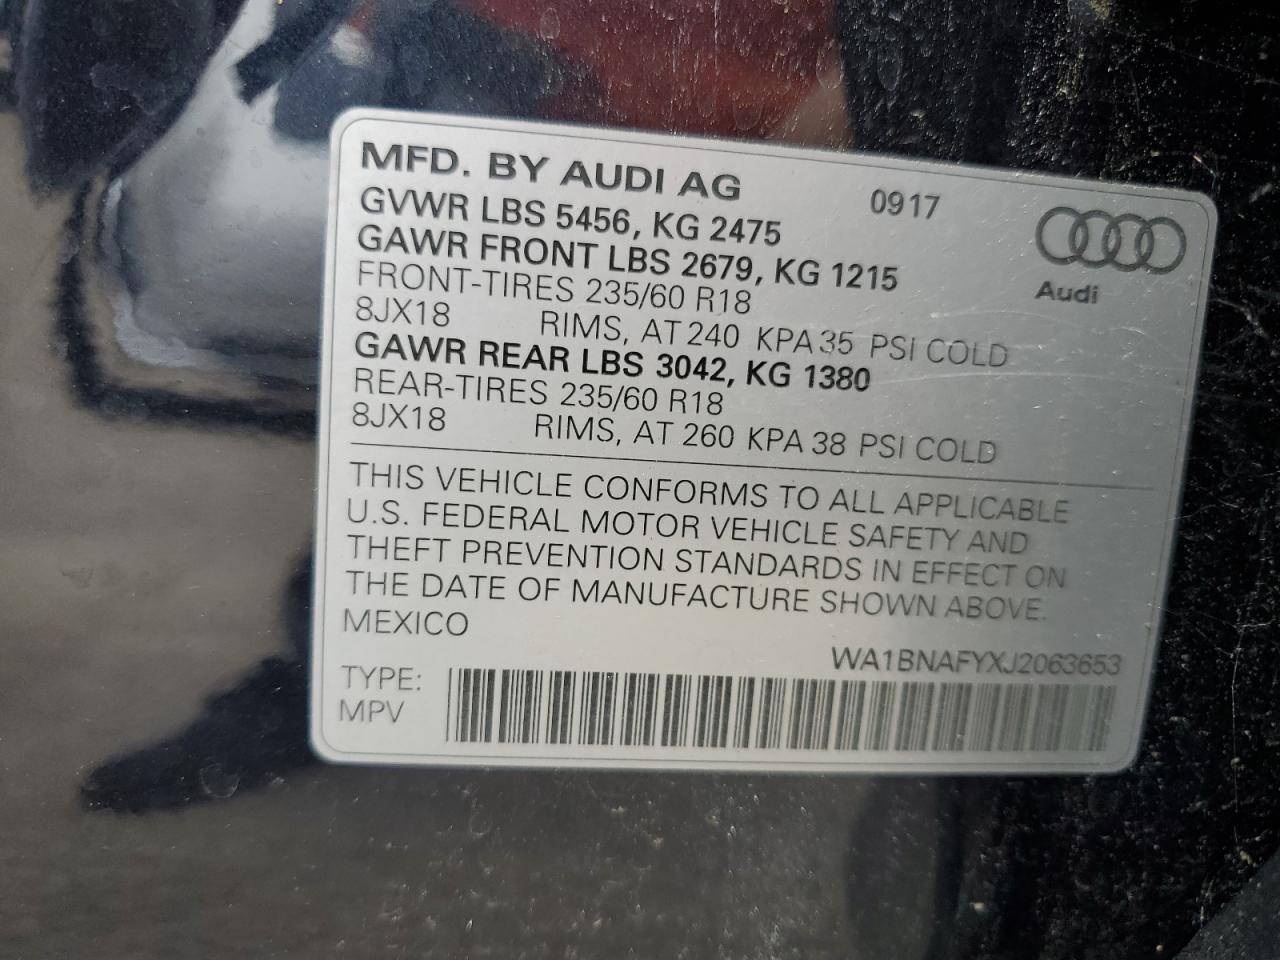 MFD. BY AUDI AG 0917
GVWR LBS 5456, KG 2475
GAWR FRONT LBS 2679, KG 1215
Audi
FRONT-TIRES 235/60 R18
8JX18 RIMS, AT 240 KPA 35 PSI COLD
GAWR REAR LBS 3042, KG 1380
REAR-TIRES 235/60 R18
8JX18 RIMS, AT 260 KPA 38 PSI COLD
THIS VEHICLE CONFORMS TO ALL APPLICABLE
U.S. FEDERAL MOTOR VEHICLE SAFETY AND
THEFT PREVENTION STANDARDS IN EFFECT ON
THE DATE OF MANUFACTURE SHOWN ABOVE.
MEXICO
WA1BNAFYXJ2063653
TYPE:
MPV